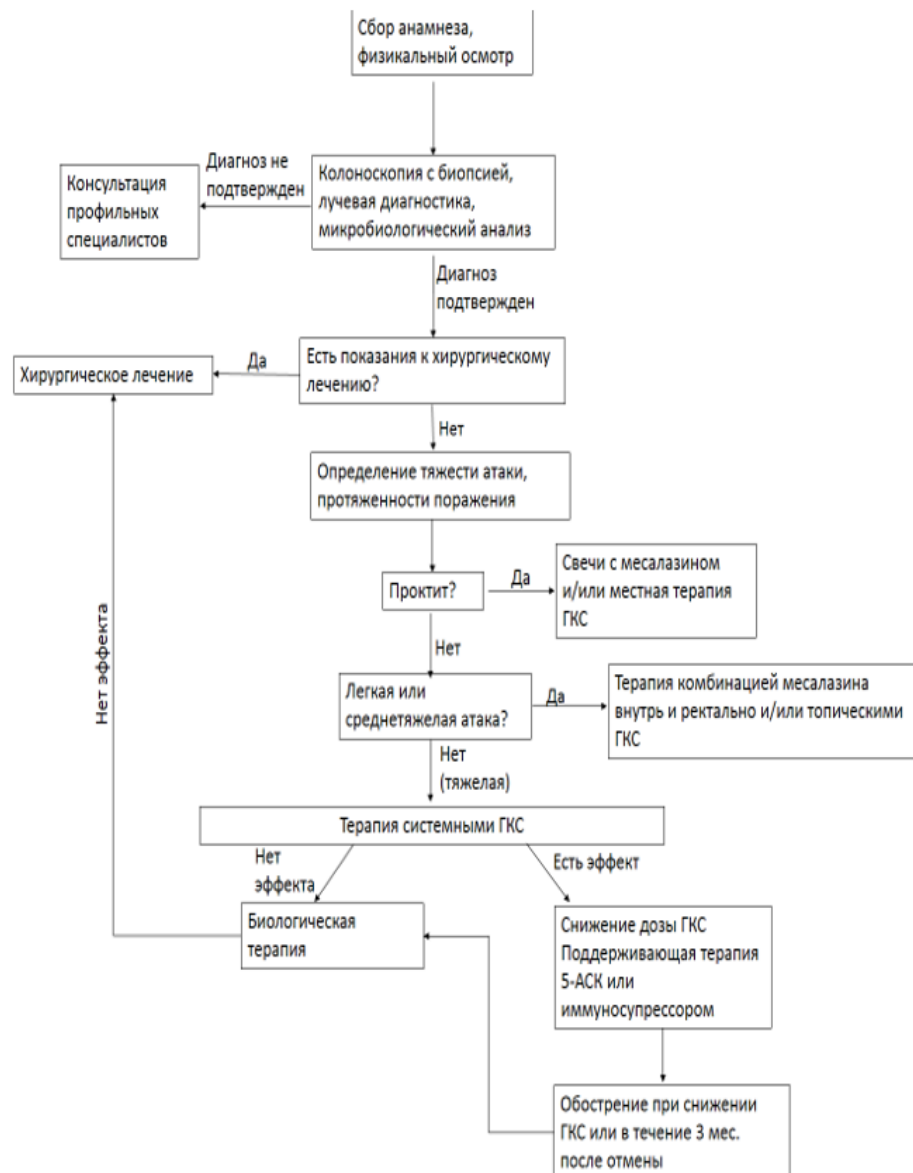 Сбор анамнеза,
физикальный осмотр
Диагноз не
подтвержден
Консультация
профильных
специалистов
Колоноскопия с биопсией,
лучевая диагностика,
микробиологический анализ
Диагноз
подтвержден
Есть показания к хирургическому
лечению?
Да
Хирургическое лечение
Нет
Определение тяжести атаки,
протяженности поражения
Проктит?
Да
Свечи с месалазином
и/или местная терапия
ГКС
Нет
Легкая или
среднетяжелая атака?
Да
Терапия комбинацией месалазина
внутрь и ректально и/или топическими
ГКС
Нет
(тяжелая)
Терапия системными ГКС
Нет
эффекта
Есть эффект
Биологическая
терапия
Нет эффекта
Снижение дозы ГКС
Поддерживающая терапия
5-АСК или
иммуносупрессором
Обострение при снижении
ГКС или в течение 3 мес.
после отмены